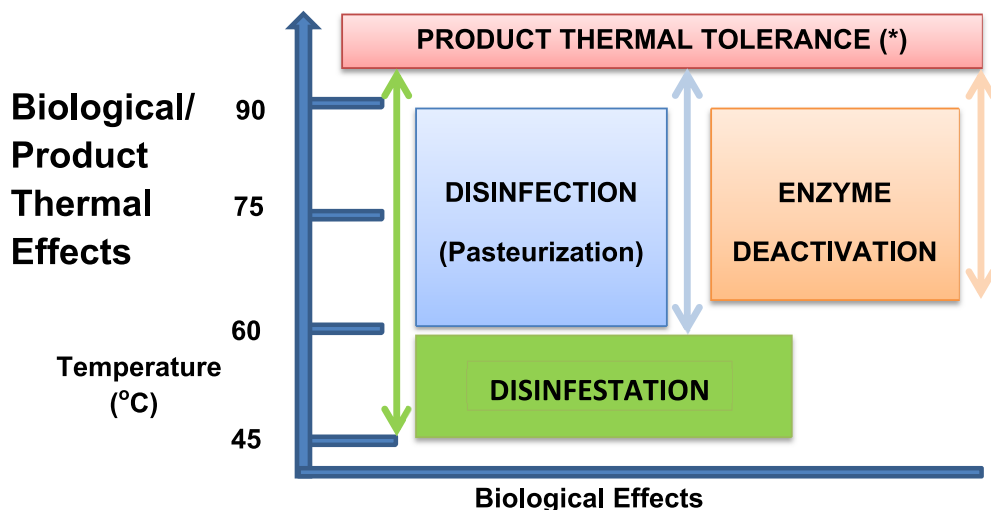 PRODUCT THERMAL TOLERANCE (*)
Biological/
Product
Thermal
Effects
90
75
60
45
Temperature
(°C)
DISINFECTION
(Pasteurization)
ENZYME
DEACTIVATION
DISINFESTATION
Biological Effects